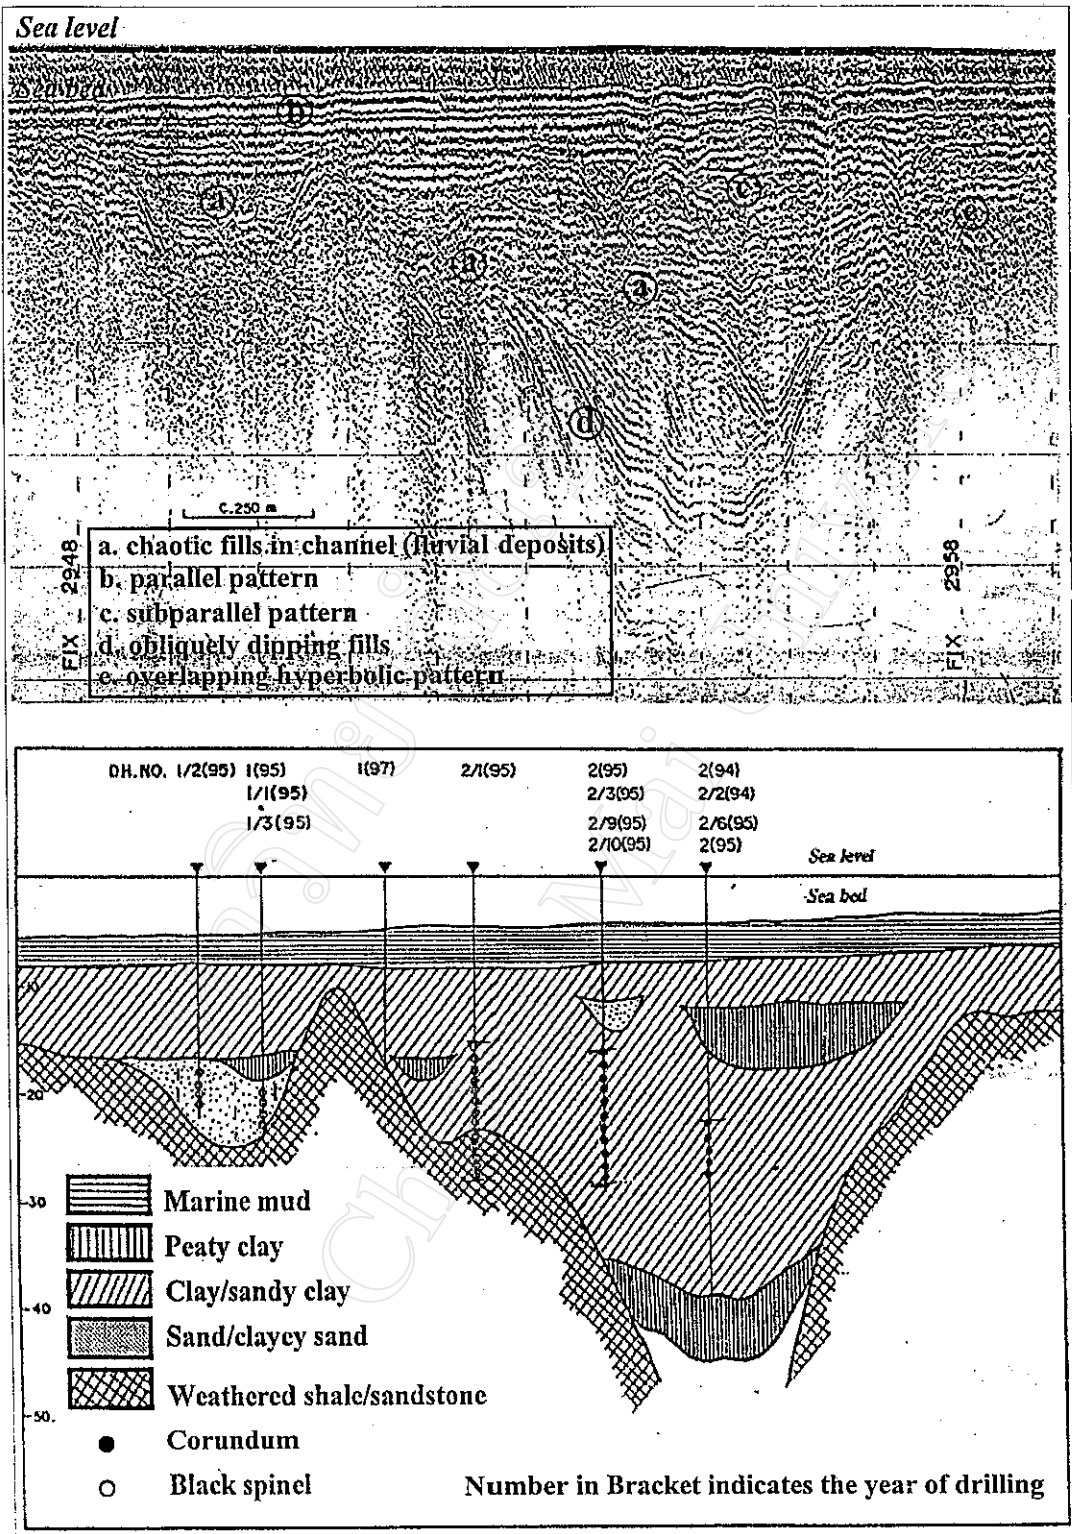 Sea level
Sea bed
b
a
c
e
a
a
d
C.250 m
a. chaotic fills in channel (fluvial deposits)
b. parallel pattern
c. subparallel pattern
d. obliquely dipping fills
e. overlapping hyperbolic pattern
FIX 2948
FIX 2958
DH.NO. 1/2(95) 1(95) 1(97) 2/1(95) 2(95) 2(94)
1/1(95) 2/3(95) 2/2(94)
1/3(95) 2/9(95) 2/6(95)
2/10(95) 2(95)
Sea level
Sea bed
-20
-30
-40
-50
Marine mud
Peaty clay
Clay/sandy clay
Sand/clayey sand
Weathered shale/sandstone
Corundum
Black spinel
Number in Bracket indicates the year of drilling